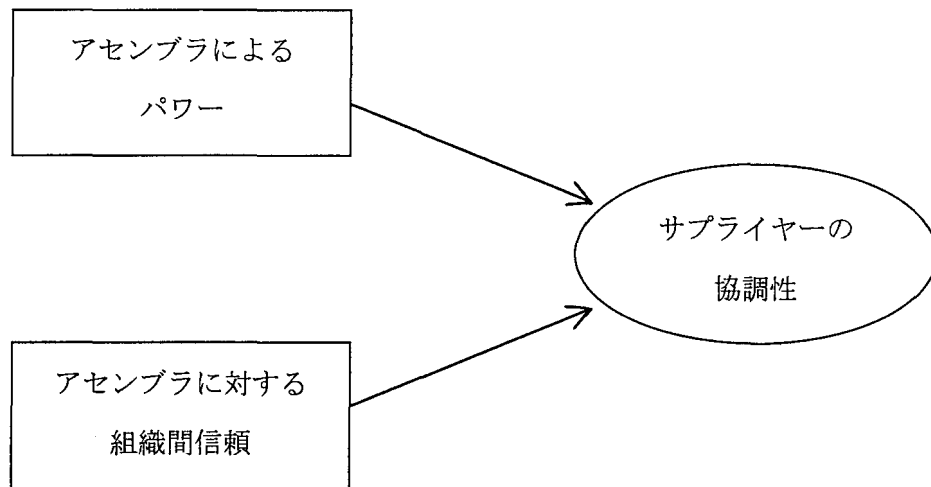 アセンブラによる
パワー
サプライヤーの
協調性
アセンブラに対する
組織間信頼